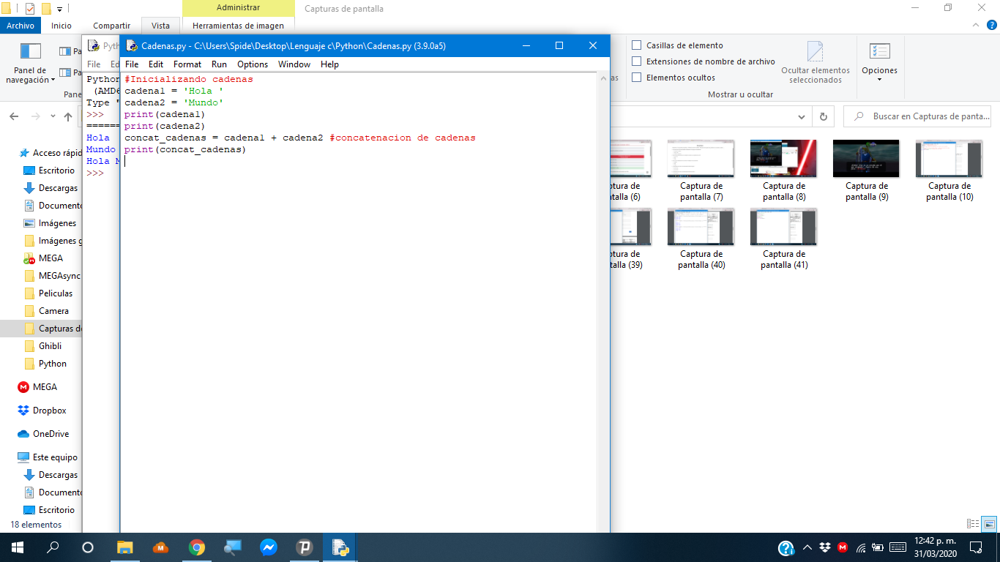 Administrar
Capturas de pantalla
Archivo
Inicio
Compartir
Vista
Herramientas de imagen
Panel de
navegación
Pa
Pa
Pane
Casillas de elemento
Extensiones de nombre de archivo
Elementos ocultos
Ocultar elementos
seleccionados
Mostrar u ocultar
Opciones
as
Buscar en Capturas de panta...
Acceso rápid
Escritorio
Descargas
Documento
Imágenes
Imágenes g
MEGA
MEGAsync
Peliculas
Camera
Capturas de
Ghibli
Python
MEGA
Dropbox
OneDrive
Este equipo
Descargas
Documento
Escritorio
18 elementos
Pyth
File
Ed
Python
(AMD6
Type "
>>>
=======
Hola
Mundo
Hola M
>>>
Cadenas.py - C:\Users\Spide\Desktop\Lenguaje c\Python\Cadenas.py (3.9.0a5)
File Edit Format Run Options Window Help
#Inicializando cadenas
cadena1 = 'Hola '
cadena2 = 'Mundo'
print(cadena1)
print(cadena2)
concat_cadenas = cadena1 + cadena2 #concatenacion de cadenas
print(concat_cadenas)
ptura de
talla (6)
Captura de
pantalla (7)
Captura de
pantalla (8)
Captura de
pantalla (9)
Captura de
pantalla (10)
ptura de
talla (39)
Captura de
pantalla (40)
Captura de
pantalla (41)
12:42 p. m.
31/03/2020